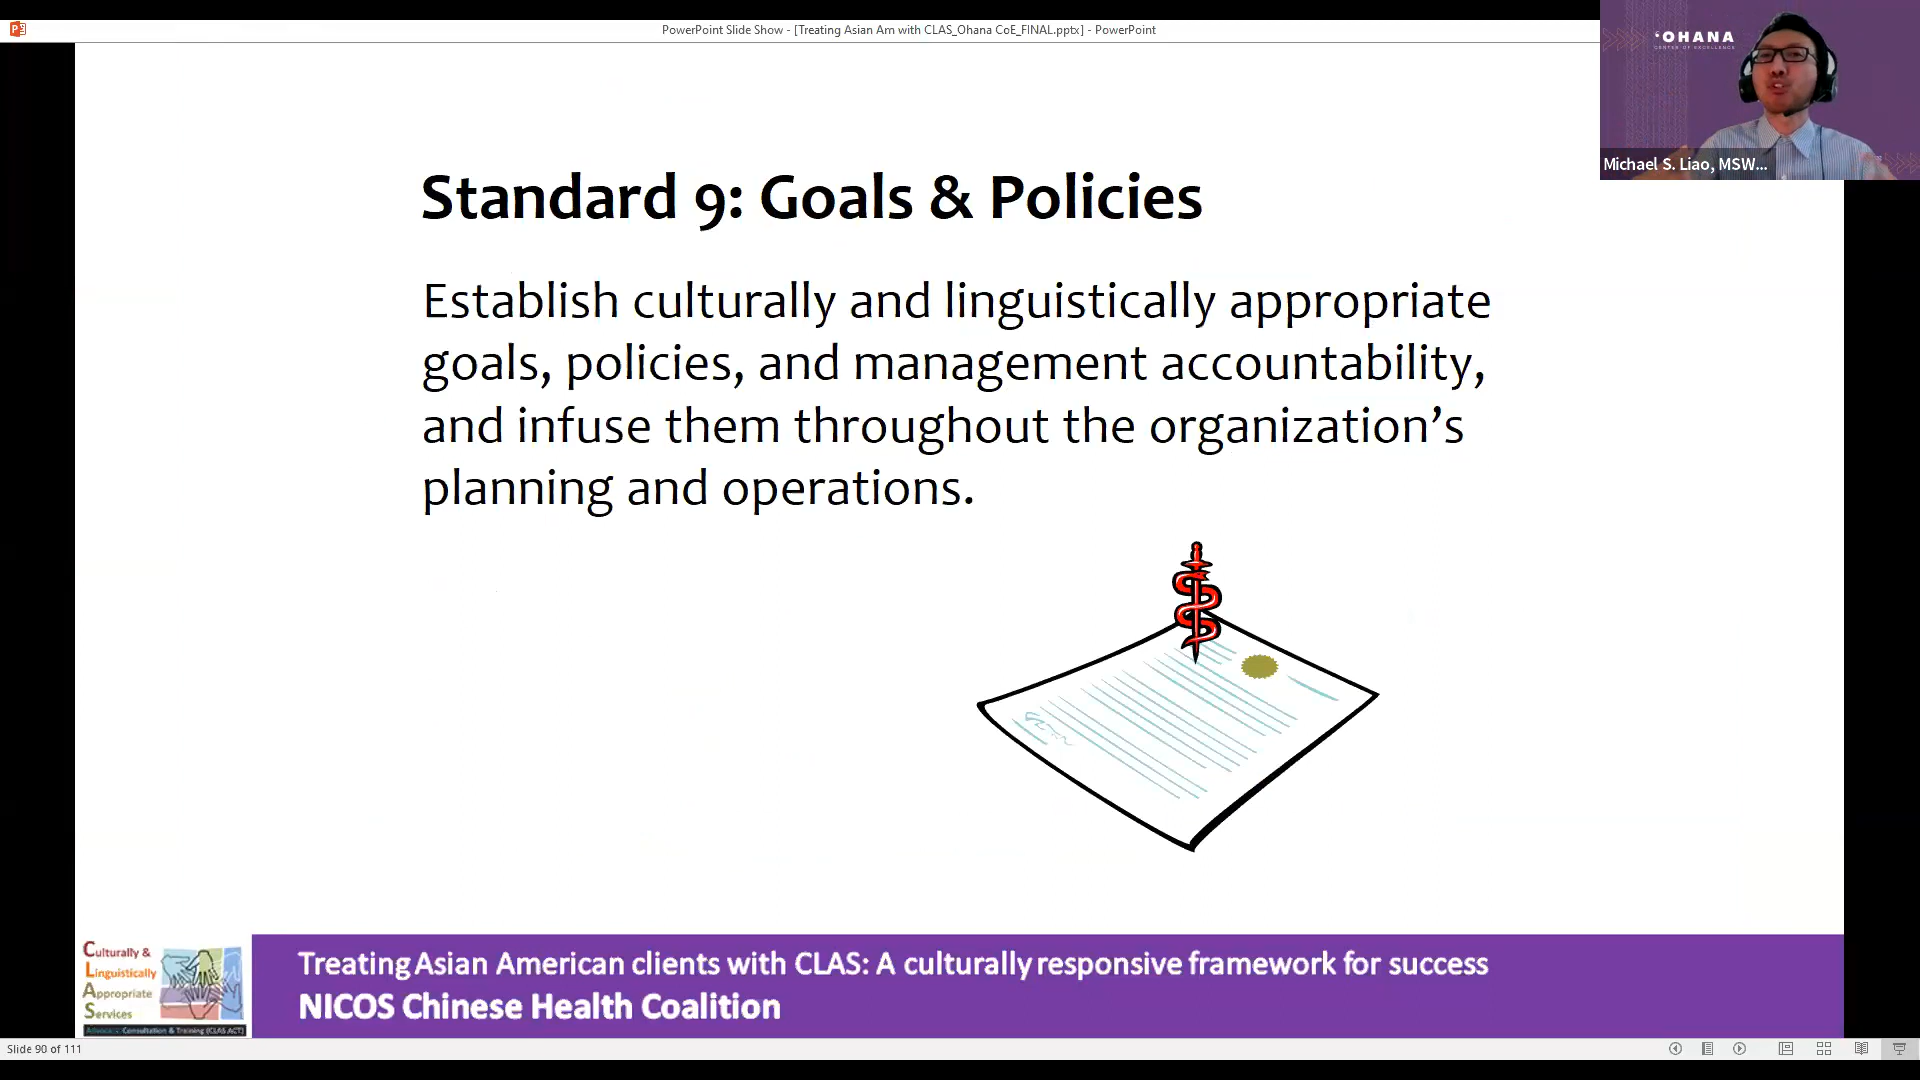 PowerPoint Slide Show - [Treating Asian Am with CLAS_Ohana CoE_FINAL.pptx] - PowerPoint
‘OHANA
CENTER OF EXCELLENCE
Michael S. Liao, MSW...
Standard 9: Goals & Policies
Establish culturally and linguistically appropriate
goals, policies, and management accountability,
and infuse them throughout the organization’s
planning and operations.
Culturally &
Linguistically
Appropriate
Services
Treating Asian American clients with CLAS: A culturally responsive framework for success
NICOS Chinese Health Coalition
Slide 90 of 111